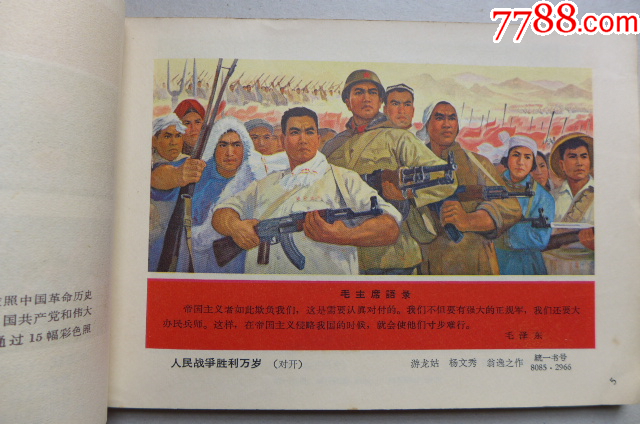 7788.com
毛主席語录
帝国主义者如此欺负我们，这是需要认真对付的。我们不但要有强大的正规军，我们还要大
办民兵师。这样，在帝国主义侵略我国的时候，就会使他们寸步难行。
毛泽东
人民战爭胜利万岁 （对开） 游龙姑 杨文秀 翁逸之作 統一书号
8085·2966
照中国革命历史
国共产党和伟大
通过15幅彩色照
5